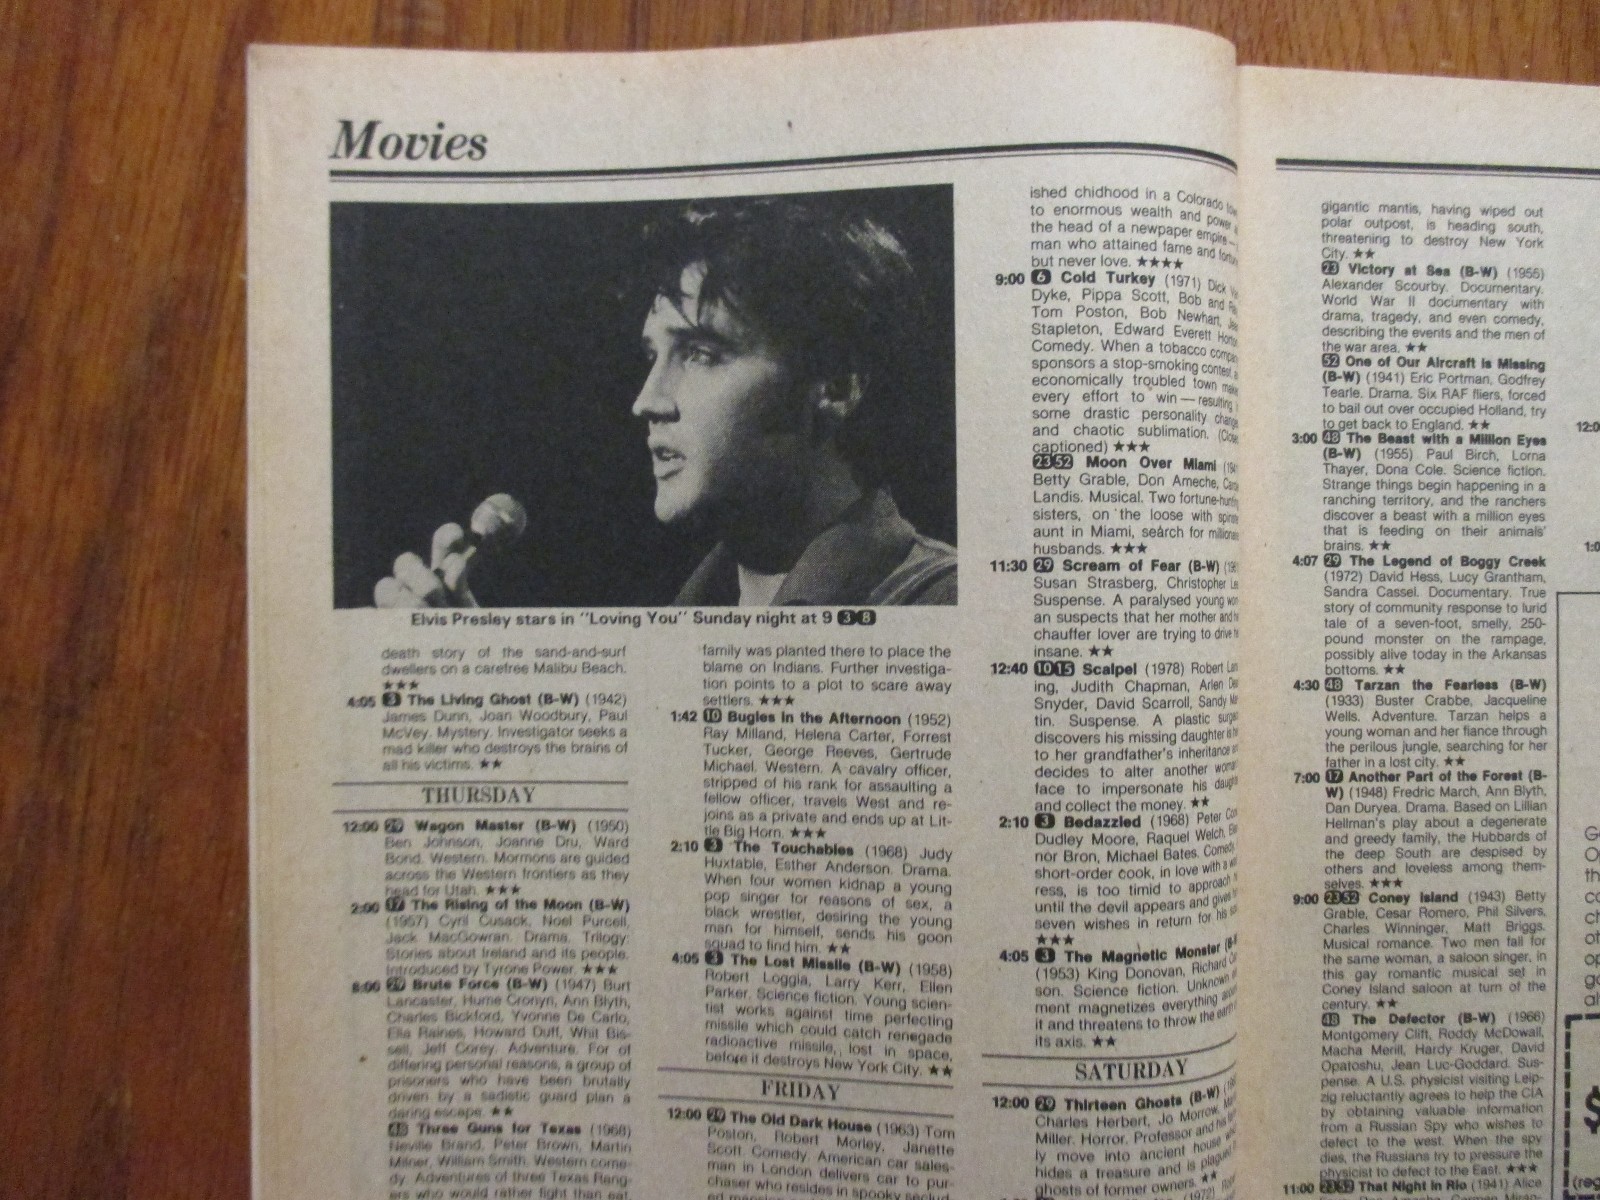 Movies
Elvis Presley stars in "Loving You" Sunday night at 9 3 8
death story of the sand-and-surf
dwellers on a carefree Malibu Beach.
★★★
4:05 3 The Living Ghost (B-W) (1942)
James Dunn, Joan Woodbury, Paul
McVey. Mystery. Investigator seeks a
mad killer who destroys the brains of
all his victims. ★★
THURSDAY
12:00 29 Wagon Master (B-W) (1950)
Ben Johnson, Joanne Dru, Ward
Bond. Western. Mormons are guided
across the Western frontiers as they
head for Utah. ★★★
2:00 17 The Rising of the Moon (B-W)
(1957) Cyril Cusack, Noel Purcell,
Jack MacGowran. Drama. Trilogy:
Stories about Ireland and its people.
Introduced by Tyrone Power. ★★★
8:00 29 Brute Force (B-W) (1947) Burt
Lancaster, Hume Cronyn, Ann Blyth,
Charles Bickford, Yvonne De Carlo,
Ella Raines, Howard Duff, Whit Bis-
sell, Jeff Corey. Adventure. For of
differing personal reasons, a group of
prisoners who have been brutally
driven by a sadistic guard plan a
daring escape. ★★
48 Three Guns for Texas (1968)
Neville Brand, Peter Brown, Martin
Milner, William Smith. Western come-
dy. Adventures of three Texas Rang-
ers who would rather fight than eat
family was planted there to place the
blame on Indians. Further investiga-
tion points to a plot to scare away
settlers. ★★★
1:42 10 Bugles in the Afternoon (1952)
Ray Milland, Helena Carter, Forrest
Tucker, George Reeves, Gertrude
Michael. Western. A cavalry officer,
stripped of his rank for assaulting a
fellow officer, travels West and re-
joins as a private and ends up at Lit-
tle Big Horn. ★★★
2:10 3 The Touchables (1968) Judy
Huxtable, Esther Anderson. Drama.
When four women kidnap a young
pop singer for reasons of sex, a
black wrestler, desiring the young
man for himself, sends his goon
squad to find him. ★★
4:05 3 The Lost Missile (B-W) (1958)
Robert Loggia, Larry Kerr, Ellen
Parker. Science fiction. Young scien-
tist works against time perfecting
missile which could catch renegade
radioactive missile, lost in space,
before it destroys New York City. ★★
FRIDAY
12:00 29 The Old Dark House (1963) Tom
Poston, Robert Morley, Janette
Scott. Comedy. American car sales-
man in London delivers car to pur-
chaser who resides in spooky
ished chidhood in a Colorado
to enormous wealth and power
the head of a newpaper empire —
man who attained fame and
but never love. ★★★★
9:00 6 Cold Turkey (1971) Dick
Dyke, Pippa Scott, Bob and
Tom Poston, Bob Newhart,
Stapleton, Edward Everett
Comedy. When a tobacco
sponsors a stop-smoking contest,
economically troubled town
every effort to win — resulting
some drastic personality
and chaotic sublimation.
captioned) ★★★
23 52 Moon Over Miami
Betty Grable, Don Ameche,
Landis. Musical. Two
sisters, on the loose with
aunt in Miami, search for
husbands. ★★★
11:30 29 Scream of Fear (B-W)
Susan Strasberg, Christopher
Suspense. A paralysed young
an suspects that her mother and
chauffer lover are trying to drive
insane. ★★
12:40 10 15 Scalpel (1978) Robert
ing, Judith Chapman, Arlen
Snyder, David Scarroll, Sandy
tin. Suspense. A plastic
discovers his missing daughter is
to her grandfather's inheritance
decides to alter another
face to impersonate his
and collect the money. ★★
2:10 3 Bedazzled (1968) Peter
Dudley Moore, Raquel Welch,
nor Bron, Michael Bates. Comedy.
short-order cook, in love with a
ress, is too timid to approach
until the devil appears and gives
seven wishes in return for his
★★★
4:05 3 The Magnetic Monster
(1953) King Donovan, Richard
son. Science fiction. Unknown
ment magnetizes everything
it and threatens to throw the
its axis. ★★
SATURDAY
12:00 29 Thirteen Ghosts (B-W)
Charles Herbert, Jo Morrow,
Miller. Horror. Professor and his
ly move into ancient house
hides a treasure and is
ghosts of former owners. ★★
(1972)
gigantic mantis, having wiped out
polar outpost, is heading south,
threatening to destroy New York
City. ★★
23 Victory at Sea (B-W) (1955)
Alexander Scourby. Documentary.
World War II documentary with
drama, tragedy, and even comedy,
describing the events and the men of
the war area. ★★
52 One of Our Aircraft is Missing
(B-W) (1941) Eric Portman, Godfrey
Tearle. Drama. Six RAF fliers, forced
to bail out over occupied Holland, try
to get back to England. ★★
3:00 48 The Beast with a Million Eyes
(B-W) (1955) Paul Birch, Lorna
Thayer, Dona Cole. Science fiction.
Strange things begin happening in a
ranching territory, and the ranchers
discover a beast with a million eyes
that is feeding on their animals'
brains. ★★
4:07 29 The Legend of Boggy Creek
(1972) David Hess, Lucy Grantham,
Sandra Cassel. Documentary. True
story of community response to lurid
tale of a seven-foot, smelly, 250-
pound monster on the rampage,
possibly alive today in the Arkansas
bottoms. ★★
4:30 48 Tarzan the Fearless (B-W)
(1933) Buster Crabbe, Jacqueline
Wells. Adventure. Tarzan helps a
young woman and her fiance through
the perilous jungle, searching for her
father in a lost city. ★★
7:00 17 Another Part of the Forest (B-
W) (1948) Fredric March, Ann Blyth,
Dan Duryea. Drama. Based on Lillian
Hellman's play about a degenerate
and greedy family, the Hubbards of
the deep South are despised by
others and loveless among them-
selves. ★★★
9:00 23 52 Coney Island (1943) Betty
Grable, Cesar Romero, Phil Silvers,
Charles Winninger, Matt Briggs.
Musical romance. Two men fall for
the same woman, a saloon singer, in
this gay romantic musical set in
Coney Island saloon at turn of the
century. ★★
48 The Defector (B-W) (1966)
Montgomery Clift, Roddy McDowall,
Macha Merill, Hardy Kruger, David
Opatoshu, Jean Luc-Goddard. Sus-
pense. A U.S. physicist visiting Leip-
zig reluctantly agrees to help the CIA
by obtaining valuable information
from a Russian Spy who wishes to
defect to the west. When the spy
dies, the Russians try to pressure the
physicist to defect to the East. ★★★
11:00 23 52 That Night in Rio (1941) Alice
12:0
1:0
$
(reg